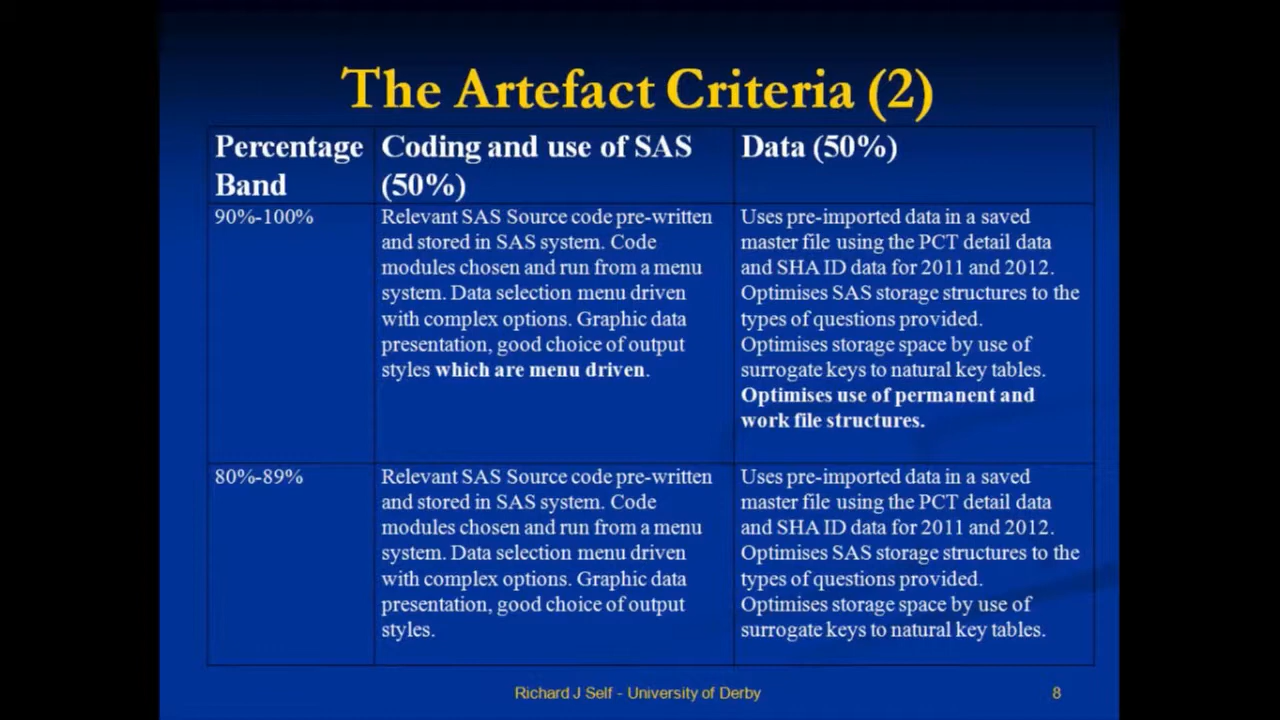 The Artefact Criteria (2)
Percentage
Band
Coding and use of SAS
(50%)
Data (50%)
90%-100%
Relevant SAS Source code pre-written
and stored in SAS system. Code
modules chosen and run from a menu
system. Data selection menu driven
with complex options. Graphic data
presentation, good choice of output
styles which are menu driven.
Uses pre-imported data in a saved
master file using the PCT detail data
and SHA ID data for 2011 and 2012.
Optimises SAS storage structures to the
types of questions provided.
Optimises storage space by use of
surrogate keys to natural key tables.
Optimises use of permanent and
work file structures.
80%-89%
Relevant SAS Source code pre-written
and stored in SAS system. Code
modules chosen and run from a menu
system. Data selection menu driven
with complex options. Graphic data
presentation, good choice of output
styles.
Uses pre-imported data in a saved
master file using the PCT detail data
and SHA ID data for 2011 and 2012.
Optimises SAS storage structures to the
types of questions provided.
Optimises storage space by use of
surrogate keys to natural key tables.
Richard J Self - University of Derby
8